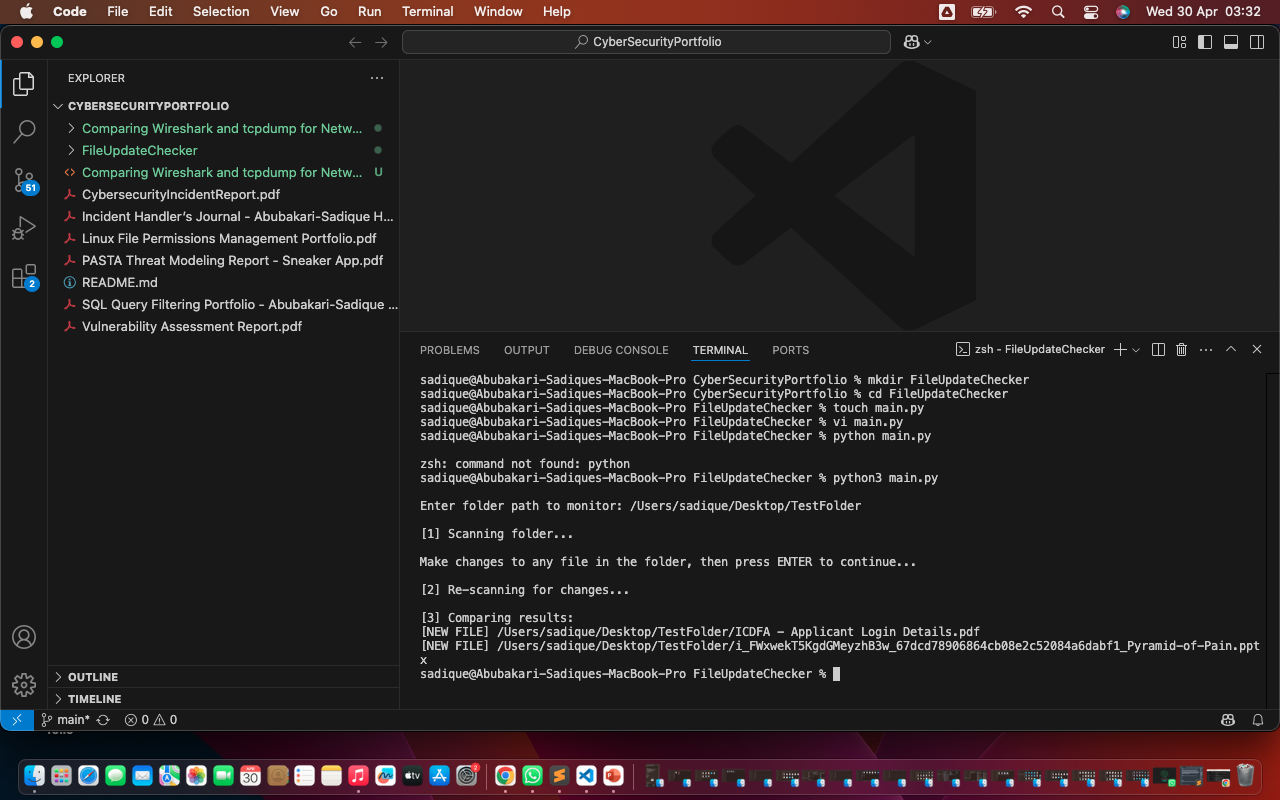 Code File Edit Selection View Go Run Terminal Window Help Wed 30 Apr 03:32
CyberSecurityPortfolio
EXPLORER
CYBERSECURITYPORTFOLIO
Comparing Wireshark and tcpdump for Netw...
FileUpdateChecker
Comparing Wireshark and tcpdump for Netw... U
CybersecurityIncidentReport.pdf
Incident Handler’s Journal - Abubakari-Sadique H...
Linux File Permissions Management Portfolio.pdf
PASTA Threat Modeling Report - Sneaker App.pdf
README.md
SQL Query Filtering Portfolio - Abubakari-Sadique ...
Vulnerability Assessment Report.pdf
51
2
OUTLINE
TIMELINE
PROBLEMS OUTPUT DEBUG CONSOLE TERMINAL PORTS zsh - FileUpdateChecker
sadique@Abubakari-Sadiques-MacBook-Pro CyberSecurityPortfolio % mkdir FileUpdateChecker
sadique@Abubakari-Sadiques-MacBook-Pro CyberSecurityPortfolio % cd FileUpdateChecker
sadique@Abubakari-Sadiques-MacBook-Pro FileUpdateChecker % touch main.py
sadique@Abubakari-Sadiques-MacBook-Pro FileUpdateChecker % vi main.py
sadique@Abubakari-Sadiques-MacBook-Pro FileUpdateChecker % python main.py
zsh: command not found: python
sadique@Abubakari-Sadiques-MacBook-Pro FileUpdateChecker % python3 main.py
Enter folder path to monitor: /Users/sadique/Desktop/TestFolder
[1] Scanning folder...
Make changes to any file in the folder, then press ENTER to continue...
[2] Re-scanning for changes...
[3] Comparing results:
[NEW FILE] /Users/sadique/Desktop/TestFolder/ICDFA - Applicant Login Details.pdf
[NEW FILE] /Users/sadique/Desktop/TestFolder/i_FWxwekT5KgdGMeyzhB3w_67dcd78906864cb08e2c52084a6dabf1_Pyramid-of-Pain.ppt
x
sadique@Abubakari-Sadiques-MacBook-Pro FileUpdateChecker %
main* 0 0
APR
30
tv